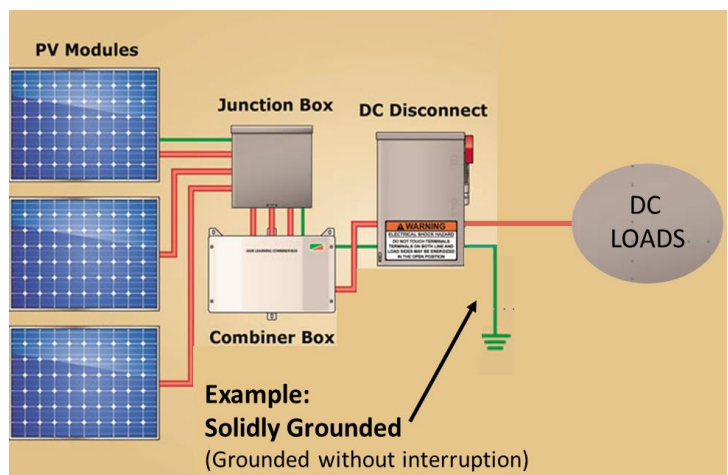 PV Modules
Junction Box
DC Disconnect
WARNING
ELECTRICAL SHOCK HAZARD
DO NOT TOUCH TERMINALS
TERMINALS ON BOTH LINE AND
LOAD SIDES MAY BE ENERGIZED
IN THE OPEN POSITION
DC
LOADS
Combiner Box
Example:
Solidly Grounded
(Grounded without interruption)